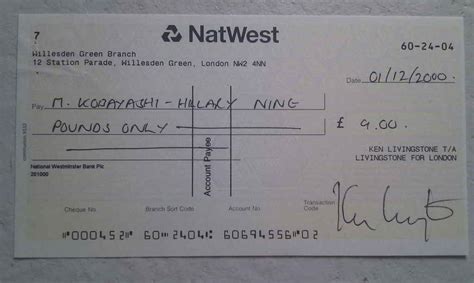 7
NatWest
Willesden Green Branch
12 Station Parade, Willesden Green, London NW2 4NN
60-24-04
Date 01/12/2000
Pay M. KOBAYASHI-HILLARY NINE
POUNDS ONLY
£ 9.00
Account Payee
KEN LIVINGSTONE T/A
LIVINGSTONE FOR LONDON
National Westminster Bank Plc
Cheque No
Branch Sort Code
Account No
Transaction Code
⑈000452⑈ 60⑉2404⑆ 60694556⑈02